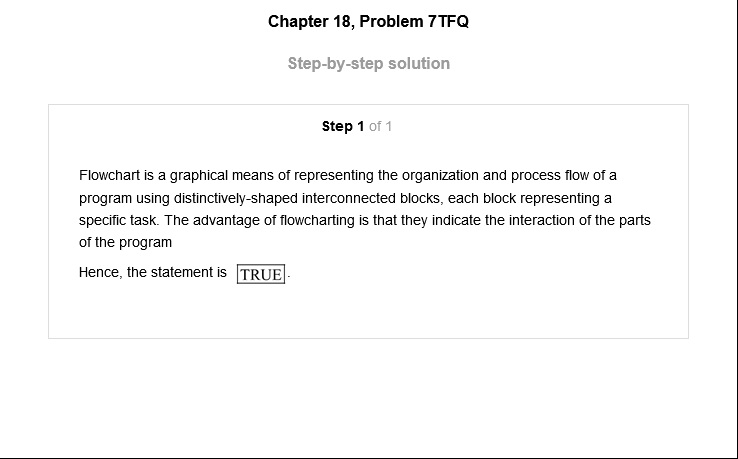 Chapter 18, Problem 7TFQ
Step-by-step solution
Step 1 of 1
Flowchart is a graphical means of representing the organization and process flow of a
program using distinctively-shaped interconnected blocks, each block representing a
specific task. The advantage of flowcharting is that they indicate the interaction of the parts
of the program
Hence, the statement is TRUE.